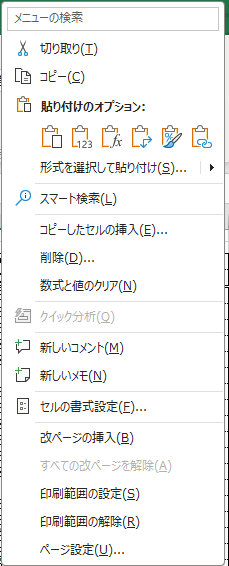 メニューの検索
切り取り(T)
コピー(C)
貼り付けのオプション:
123 fx %
形式を選択して貼り付け(S)...
スマート検索(L)
コピーしたセルの挿入(E)...
削除(D)...
数式と値のクリア(N)
クイック分析(Q)
新しいコメント(M)
新しいメモ(N)
セルの書式設定(F)...
改ページの挿入(B)
すべての改ページを解除(A)
印刷範囲の設定(S)
印刷範囲の解除(R)
ページ設定(U)...